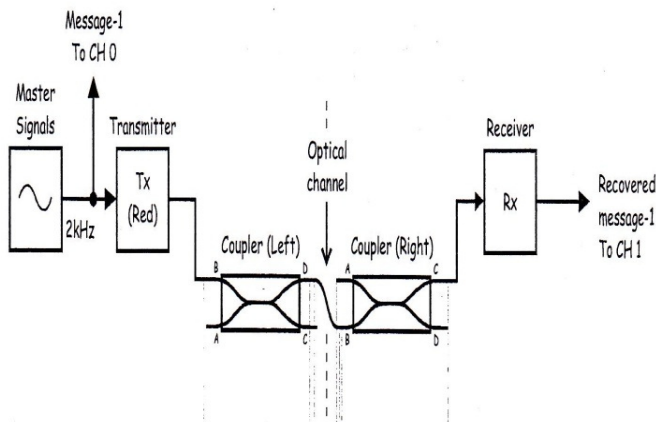 Message-1
To CH 0
Master
Signals
Transmitter
Tx
(Red)
2kHz
Optical
channel
Receiver
Rx
Recovered
message-1
To CH 1
Coupler (Left)
B
D
A
C
Coupler (Right)
A
C
B
D